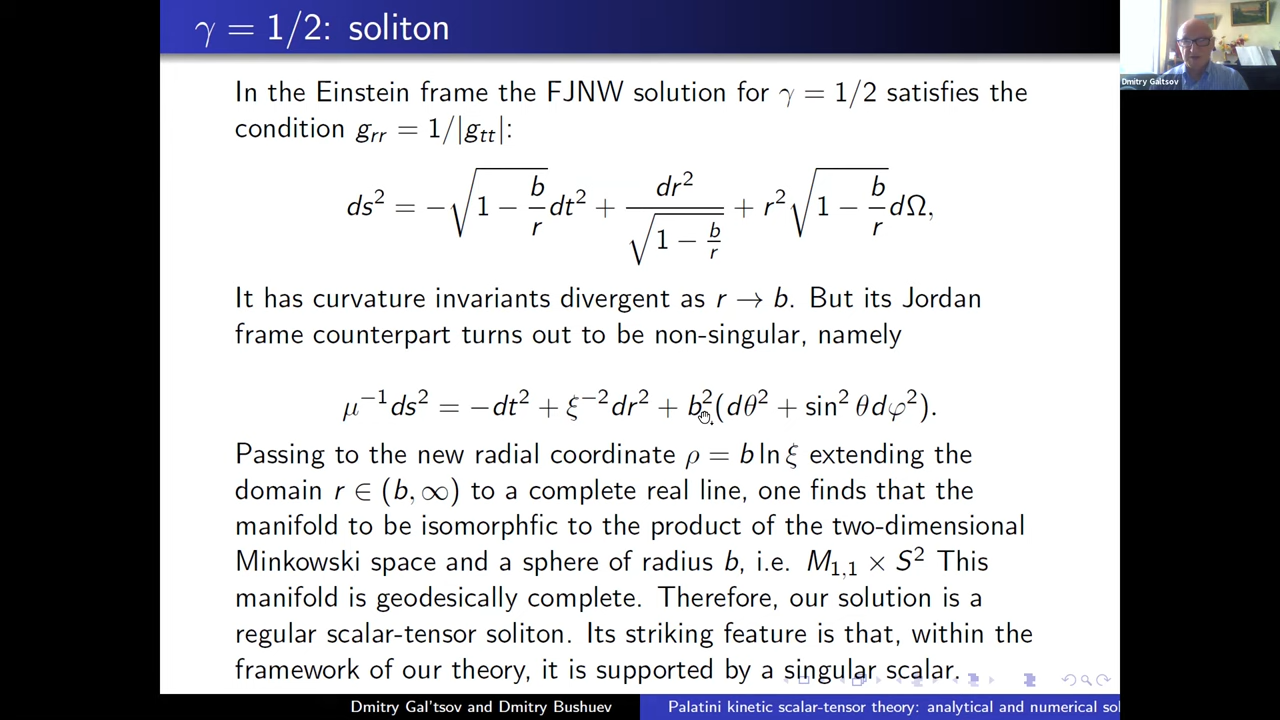 γ = 1/2: soliton
Dmitry Galtsov
In the Einstein frame the FJNW solution for γ = 1/2 satisfies the
condition g_{rr} = 1/|g_{tt}|:
ds² = −√(1 − b/r) dt² + dr²/√(1 − b/r) + r² √(1 − b/r) dΩ,
It has curvature invariants divergent as r → b. But its Jordan
frame counterpart turns out to be non-singular, namely
μ⁻¹ds² = −dt² + ξ⁻²dr² + b²(dθ² + sin² θdφ²).
Passing to the new radial coordinate ρ = b ln ξ extending the
domain r ∈ (b, ∞) to a complete real line, one finds that the
manifold to be isomorphfic to the product of the two-dimensional
Minkowski space and a sphere of radius b, i.e. M_{1,1} × S² This
manifold is geodesically complete. Therefore, our solution is a
regular scalar-tensor soliton. Its striking feature is that, within the
framework of our theory, it is supported by a singular scalar.
Dmitry Gal'tsov and Dmitry Bushuev
Palatini kinetic scalar-tensor theory: analytical and numerical sol